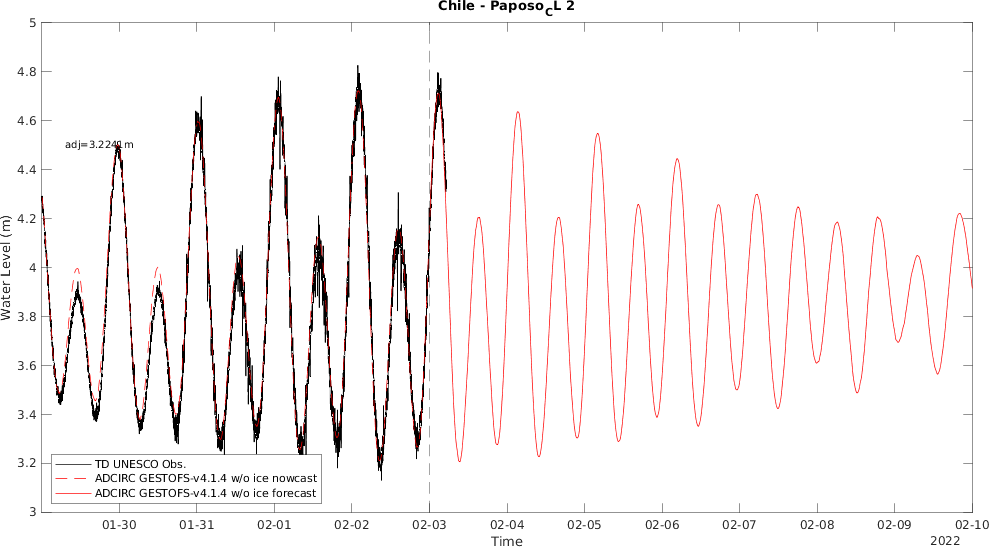 Chile - Paposo_CL 2
5
4.8
4.6
4.4
4.2
4
3.8
3.6
3.4
3.2
3
Water Level (m)
adj=3.2241m
TD UNESCO Obs.
ADCIRC GESTOFS-v4.1.4 w/o ice nowcast
ADCIRC GESTOFS-v4.1.4 w/o ice forecast
01-30 01-31 02-01 02-02 02-03 02-04 02-05 02-06 02-07 02-08 02-09 02-10
Time
2022